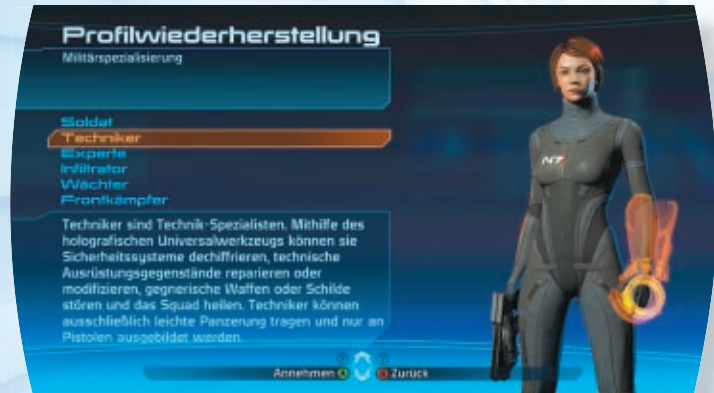 Profilwiederherstellung
Militärspezialisierung
Soldat
Techniker
Experte
Infiltrator
Wächter
Frontkämpfer
Techniker sind Technik-Spezialisten. Mithilfe des
holografischen Universalwerkzeugs können sie
Sicherheitssysteme dechiffrieren, technische
Ausrüstungsgegenstände reparieren oder
modifizieren, gegnerische Waffen oder Schilde
stören und das Squad heilen. Techniker können
ausschließlich leichte Panzerung tragen und nur an
Pistolen ausgebildet werden.
N7
Annehmen A B Zurück